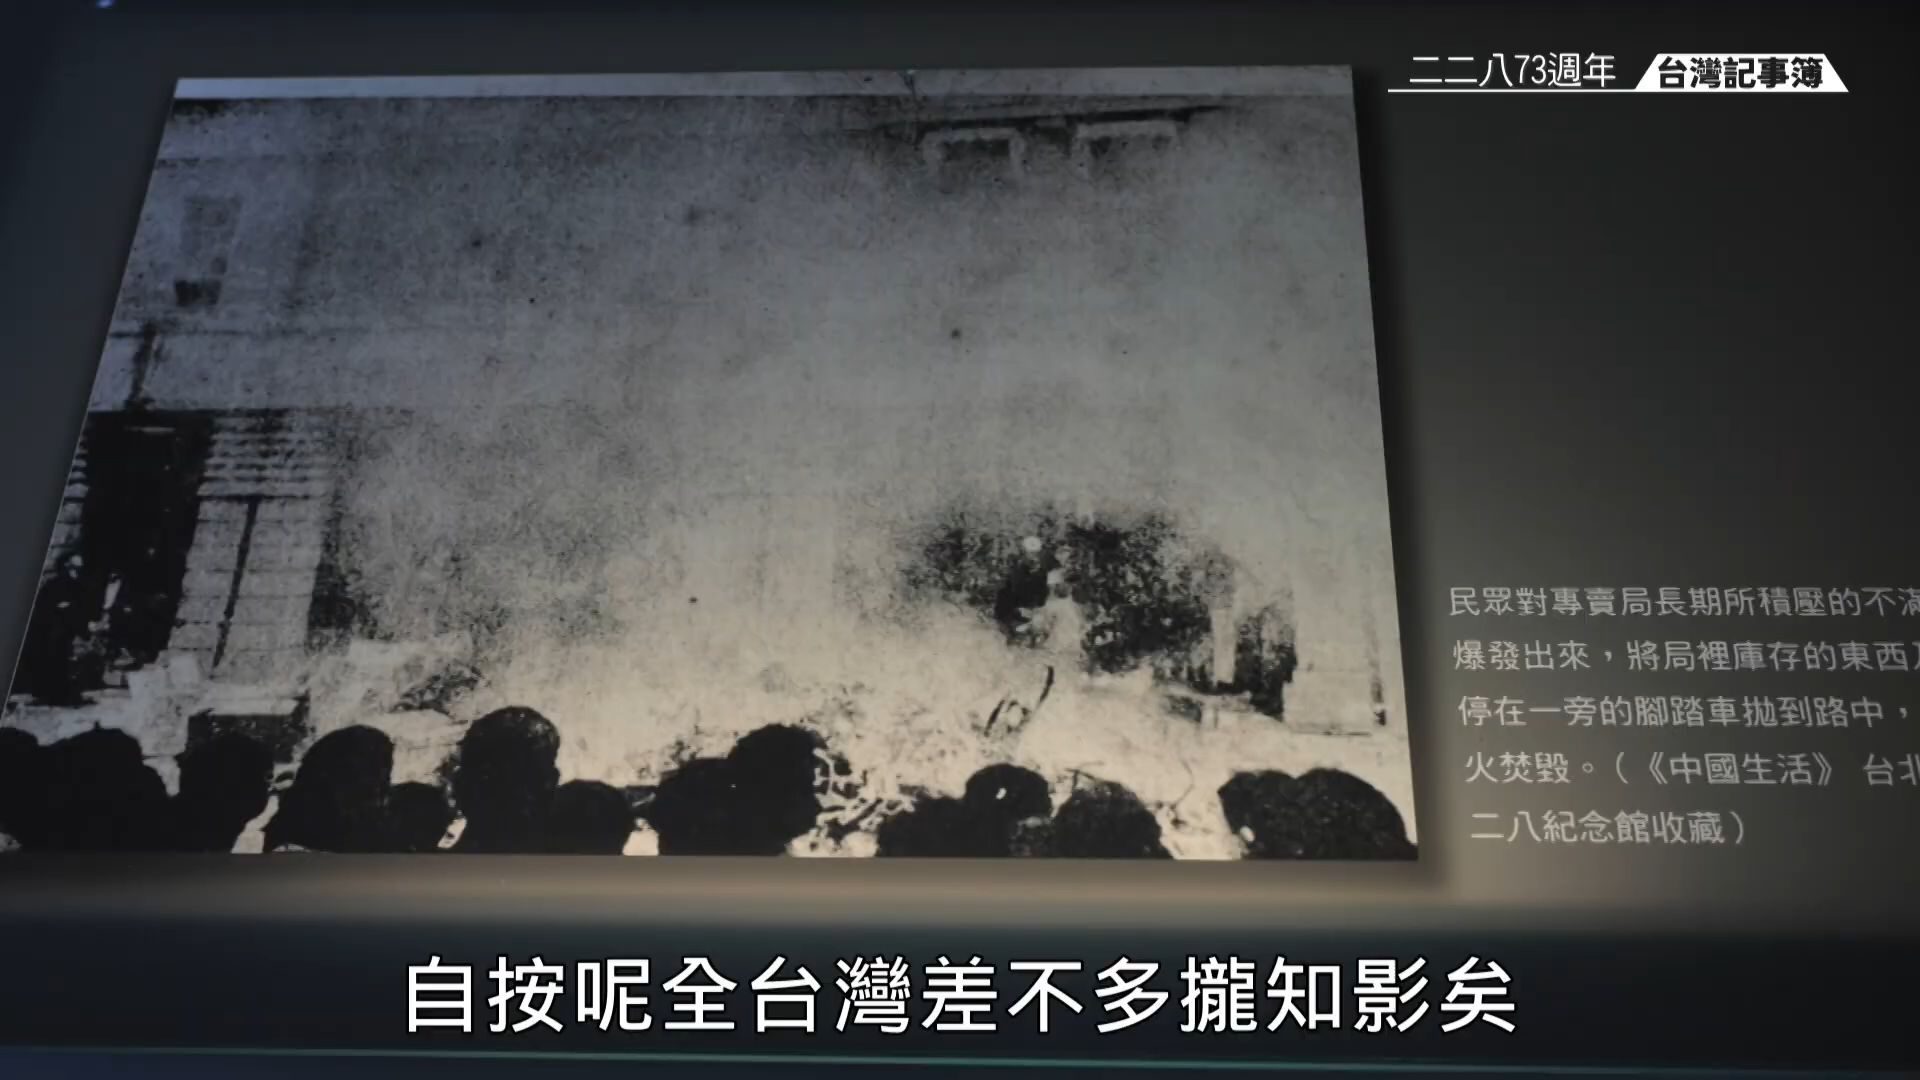 二二八73週年 台灣記事簿
民眾對專賣局長期所積壓的不滿
爆發出來，將局裡庫存的東西
停在一旁的腳踏車拋到路中，
火焚毀。（《中國生活》 台北
二八紀念館收藏）
自按呢全台灣差不多攏知影矣